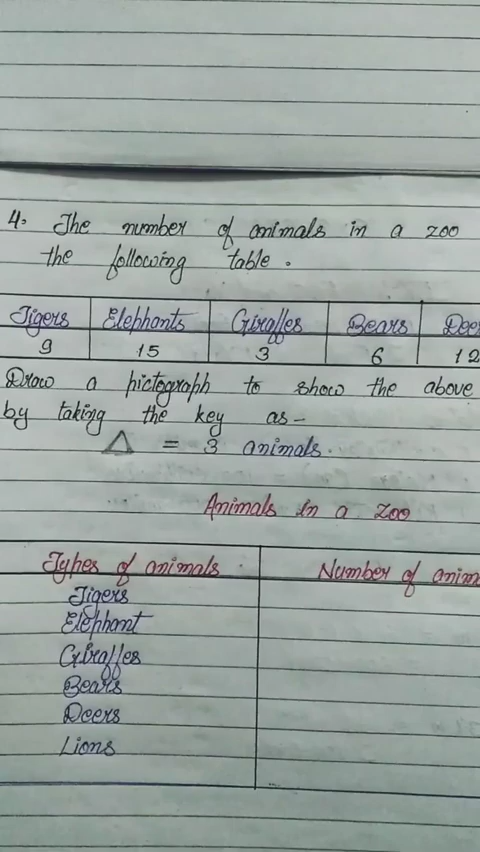 4. The number of animals in a zoo
the following table.
Tigers Elephants Giraffes Bears
9 15 3 6 12
Draw a pictograph to show the above
by taking the key as-
△ = 3 animals.
Animals in a zoo
Types of animals Number of
Tigers
Elephant
Giraffes
Bears
Deers
Lions